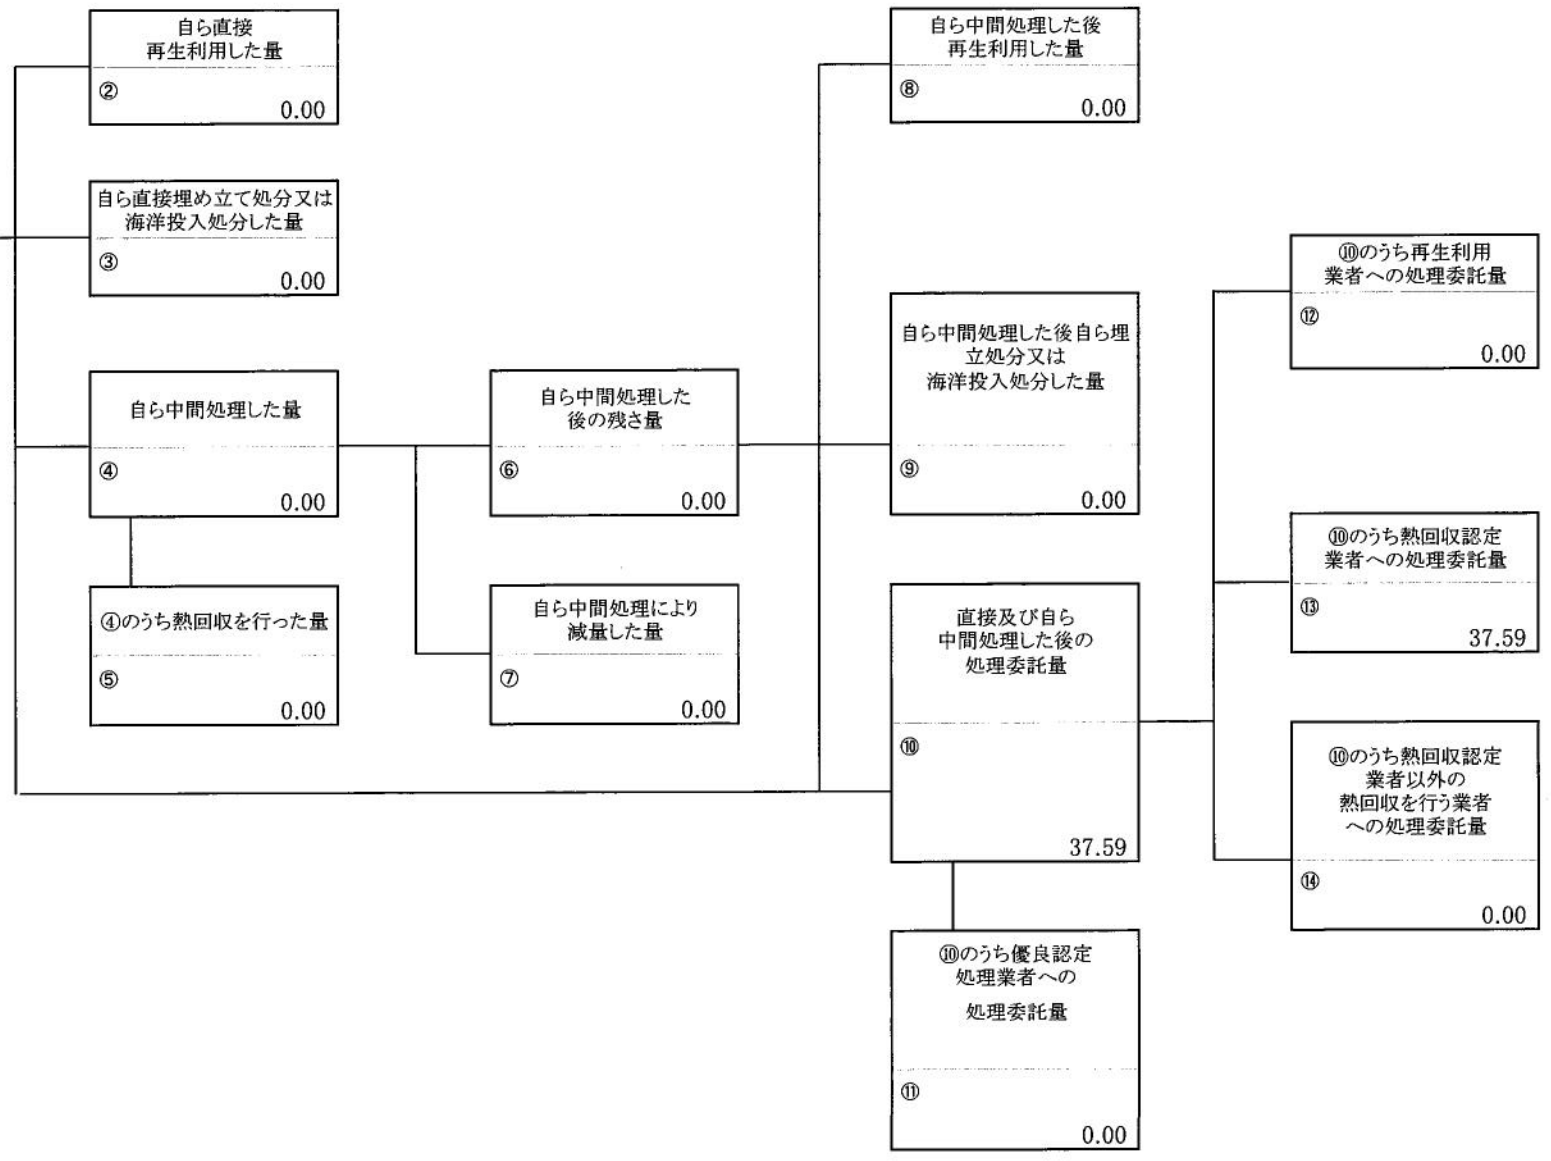 自ら直接
再生利用した量
②
0.00
自ら直接埋め立て処分又は
海洋投入処分した量
③
0.00
自ら中間処理した量
④
0.00
④のうち熱回収を行った量
⑤
0.00
自ら中間処理した
後の残さ量
⑥
0.00
自ら中間処理により
減量した量
⑦
0.00
自ら中間処理した後
再生利用した量
⑧
0.00
自ら中間処理した後自ら埋
立処分又は
海洋投入処分した量
⑨
0.00
直接及び自ら
中間処理した後の
処理委託量
⑩
37.59
⑩のうち優良認定
処理業者への
処理委託量
⑪
0.00
⑩のうち再生利用
業者への処理委託量
⑫
0.00
⑩のうち熱回収認定
業者への処理委託量
⑬
37.59
⑩のうち熱回収認定
業者以外の
熱回収を行う業者
への処理委託量
⑭
0.00